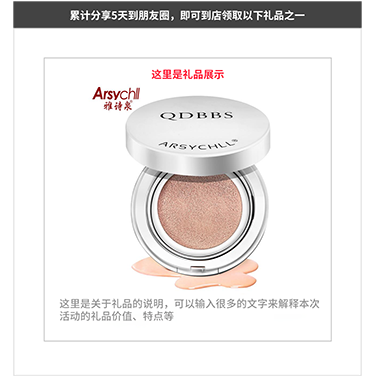 累计分享5天到朋友圈，即可到店领取以下礼品之一
这里是礼品展示
Arsychll
雅诗泉
QDBBS
ARSYCHLL®
这里是关于礼品的说明，可以输入很多的文字来解释本次
活动的礼品价值、特点等